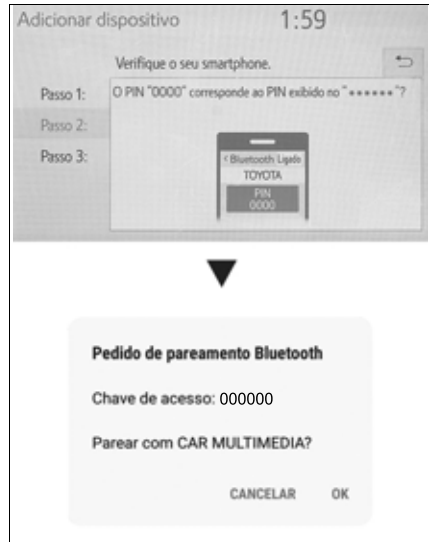 Adicionar dispositivo 1:59
Verifique o seu smartphone.
Passo 1:
O PIN "0000" corresponde ao PIN exibido no "••••••"?
Passo 2:
Passo 3:
< Bluetooth Ligado
TOYOTA
PIN
0000
Pedido de pareamento Bluetooth
Chave de acesso: 000000
Parear com CAR MULTIMEDIA?
CANCELAR OK